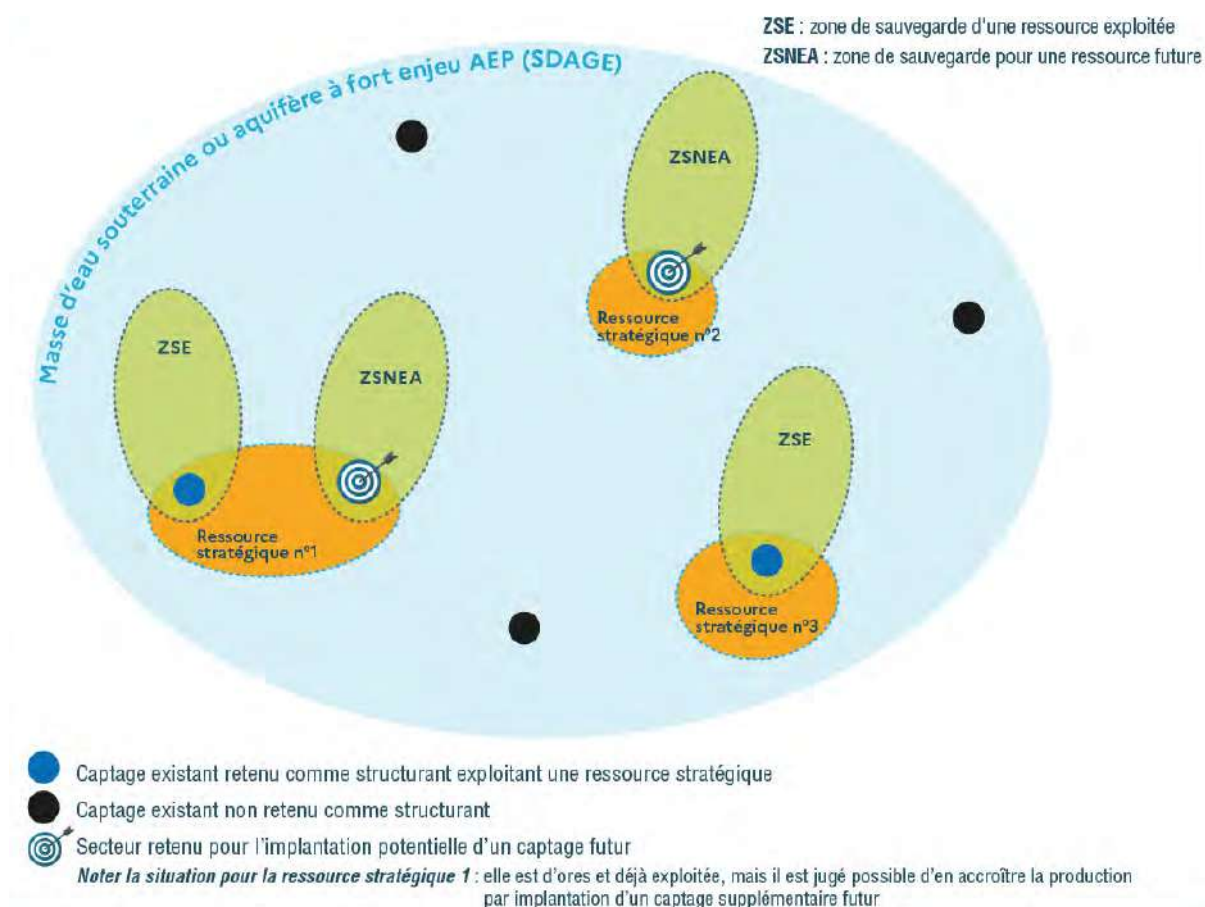 ZSE : zone de sauvegarde d'une ressource exploitée
ZSNEA : zone de sauvegarde pour une ressource future
Masse d'eau souterraine ou aquifère à fort enjeu AEP (SDAGE)
ZSNEA
Ressource
stratégique n°2
ZSE
ZSNEA
Ressource
stratégique n°1
ZSE
Ressource
stratégique n°3
Captage existant retenu comme structurant exploitant une ressource stratégique
Captage existant non retenu comme structurant
Secteur retenu pour l'implantation potentielle d'un captage futur
Noter la situation pour la ressource stratégique 1 : elle est d'ores et déjà exploitée, mais il est jugé possible d'en accroître la production
par implantation d'un captage supplémentaire futur